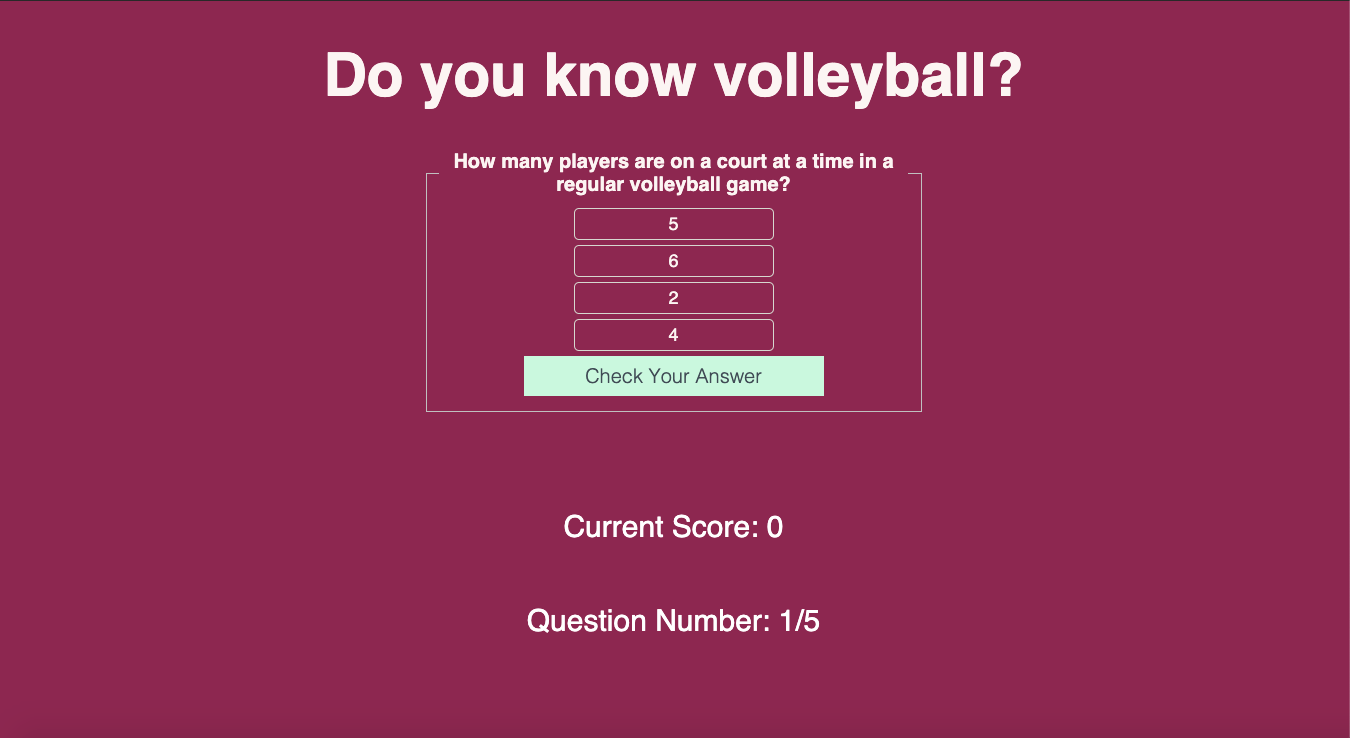 Do you know volleyball?
How many players are on a court at a time in a
regular volleyball game?
5
6
2
4
Check Your Answer
Current Score: 0
Question Number: 1/5